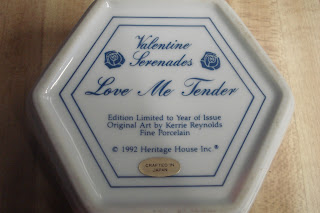 Valentine
Serenades
Love Me Tender
Edition Limited to Year of Issue
Original Art by Kerrie Reynolds
Fine Porcelain
© 1992 Heritage House Inc.®
CRAFTED IN
JAPAN